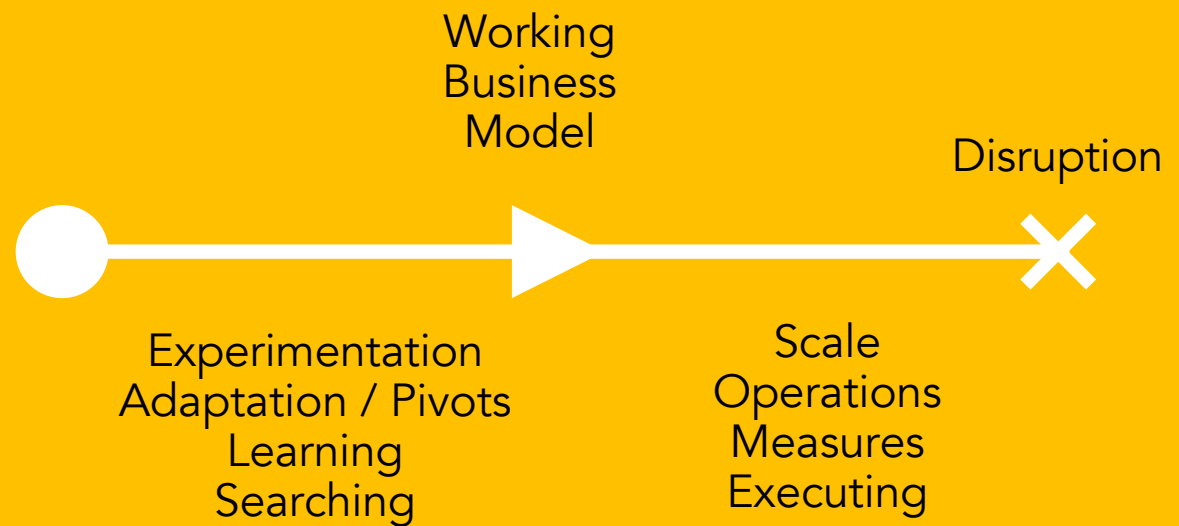 Working
Business
Model
Disruption
Experimentation
Adaptation / Pivots
Learning
Searching
Scale
Operations
Measures
Executing